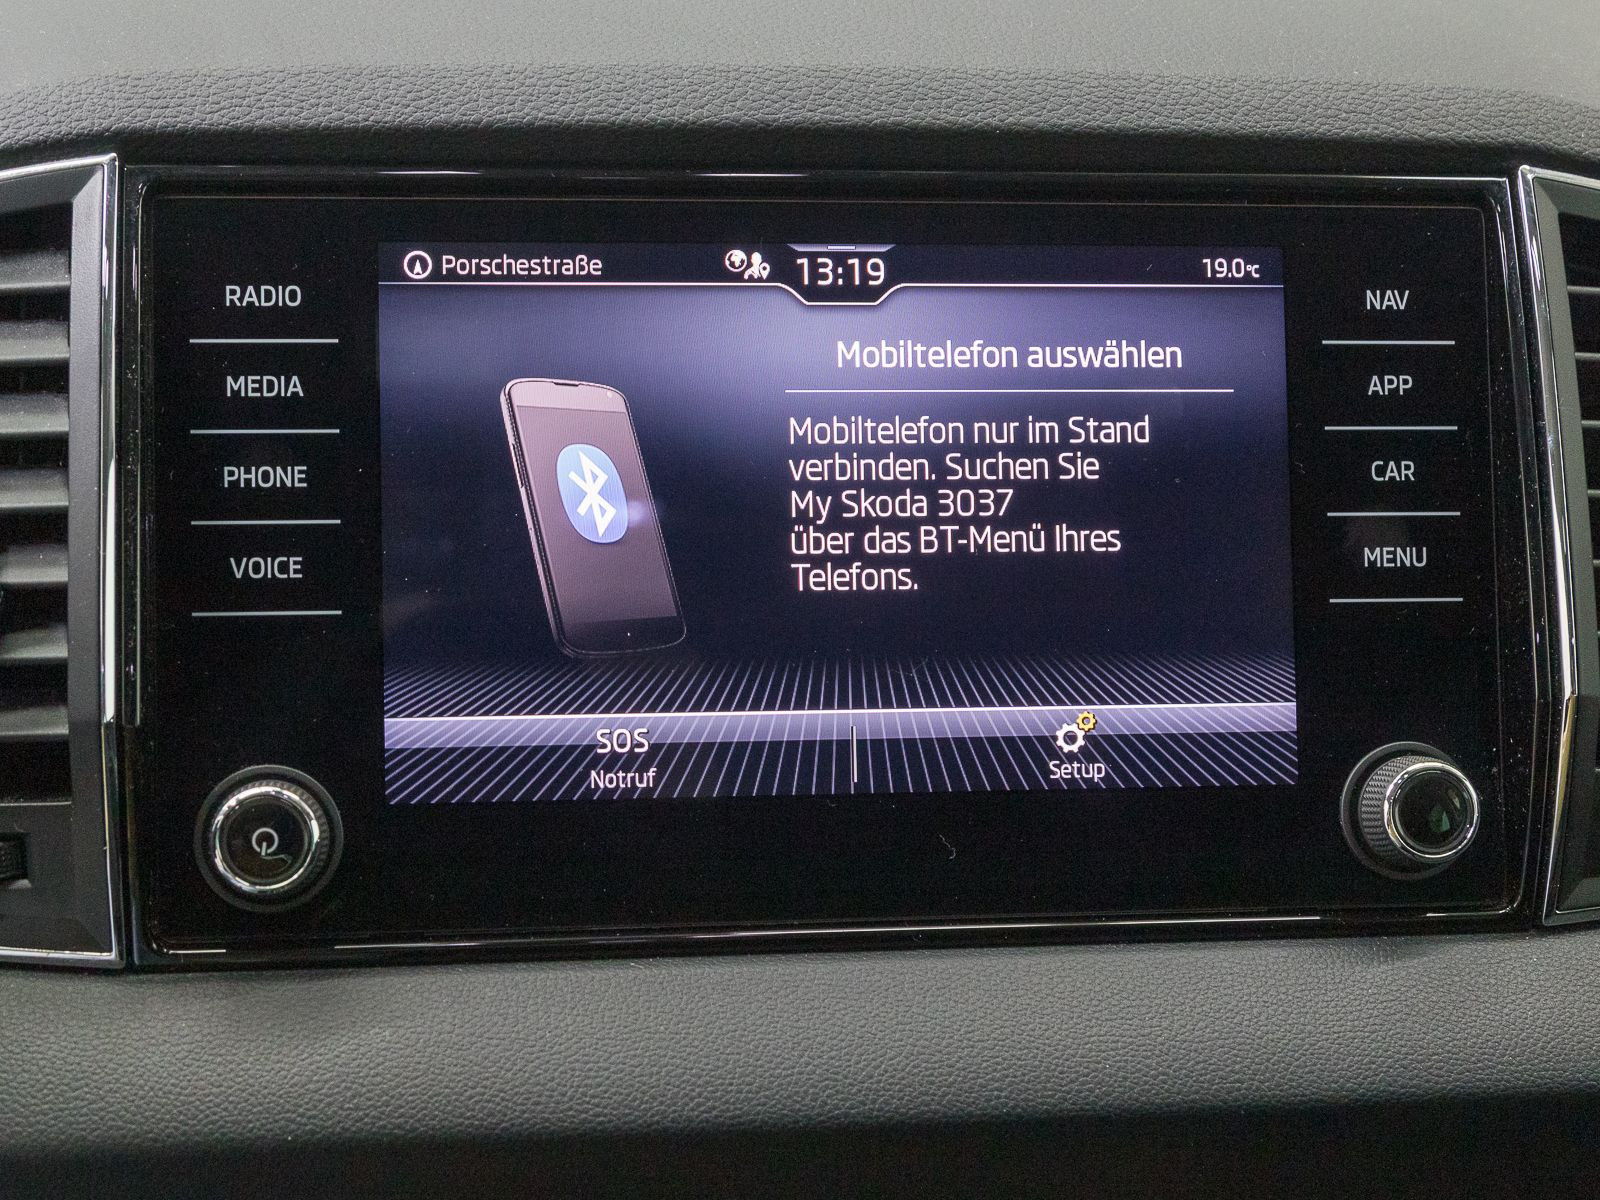 Porschestraße
13:19
19.0°C
RADIO
MEDIA
PHONE
VOICE
Mobiltelefon auswählen
Mobiltelefon nur im Stand
verbinden. Suchen Sie
My Skoda 3037
über das BT-Menü Ihres
Telefons.
SOS
Notruf
Setup
NAV
APP
CAR
MENU